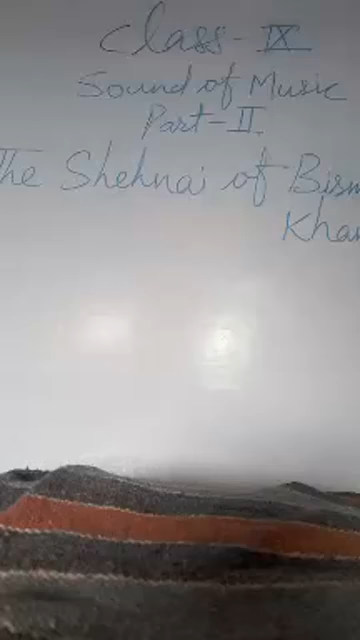 Class - IX
Sound of Music
Part - II.
The Shehnai of Bism
Khan